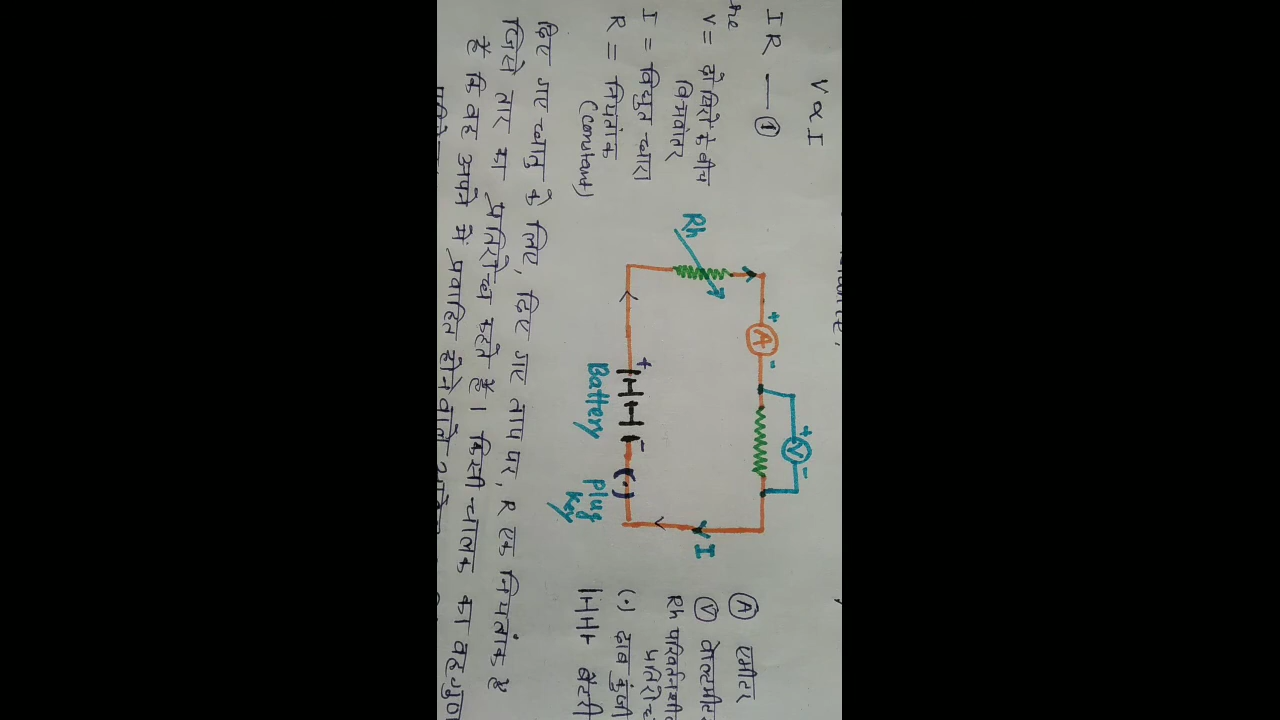 V ∝ I
IR — ①
V = दो सिरो के बीच
विभवांतर
I = विद्युत धारा
R = नियतांक
(constant)
Rh
+ A -
+ V -
I
+ -
Battery
(·)
Plug
Key
Ⓐ एमीटर
Ⓥ वोल्टमीटर
Rh परिवर्तनशील
(·) दाब कुंजी
बैटरी
दिए गए धातु के लिए, दिए गए ताप पर, R एक नियतांक है
जिसे तार का प्रतिरोध कहते है। किसी चालक का वह गुण
है कि वह अपने में प्रवाहित होने वाले